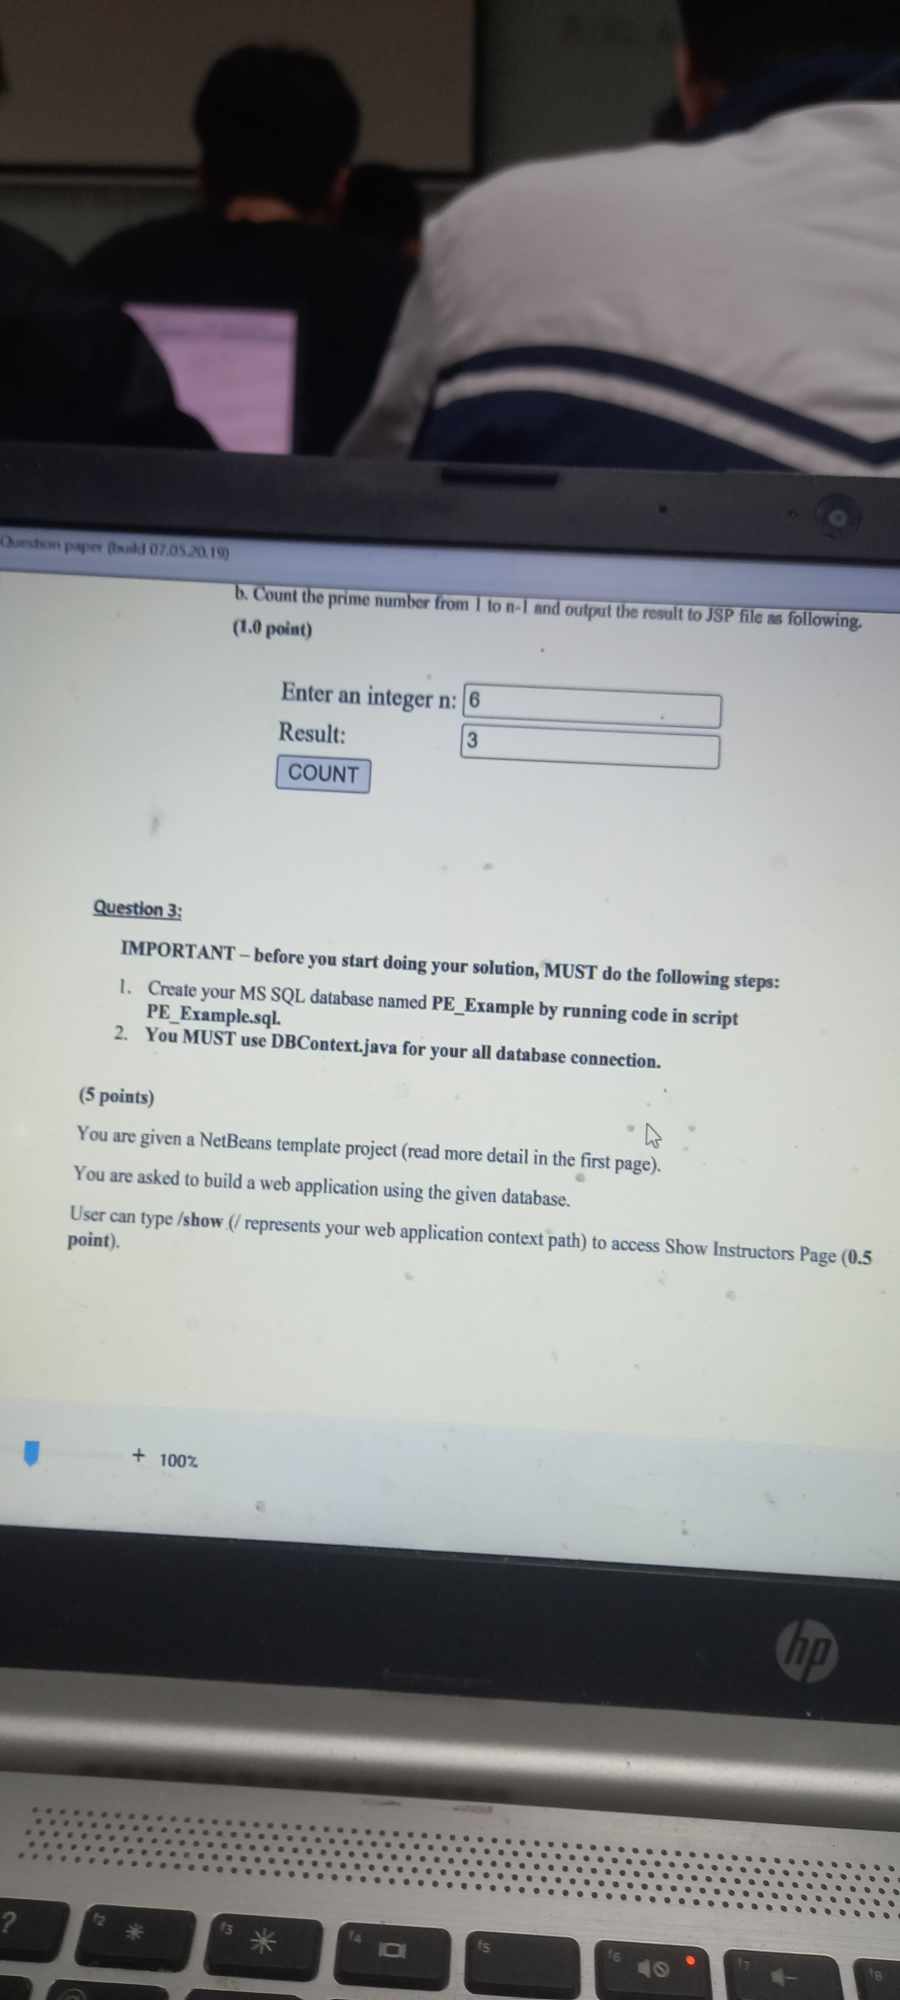 Question paper (build 07.05.20.19)
b. Count the prime number from 1 to n-1 and output the result to JSP file as following.
(1.0 point)
Enter an integer n: 6
Result: 3
COUNT
Question 3:
IMPORTANT – before you start doing your solution, MUST do the following steps:
1. Create your MS SQL database named PE_Example by running code in script
PE_Example.sql.
2. You MUST use DBContext.java for your all database connection.
(5 points)
You are given a NetBeans template project (read more detail in the first page).
You are asked to build a web application using the given database.
User can type /show (/ represents your web application context path) to access Show Instructors Page (0.5
point).
+ 100%
hp
?
f2
f3
f4
f5
f6
f7
f8